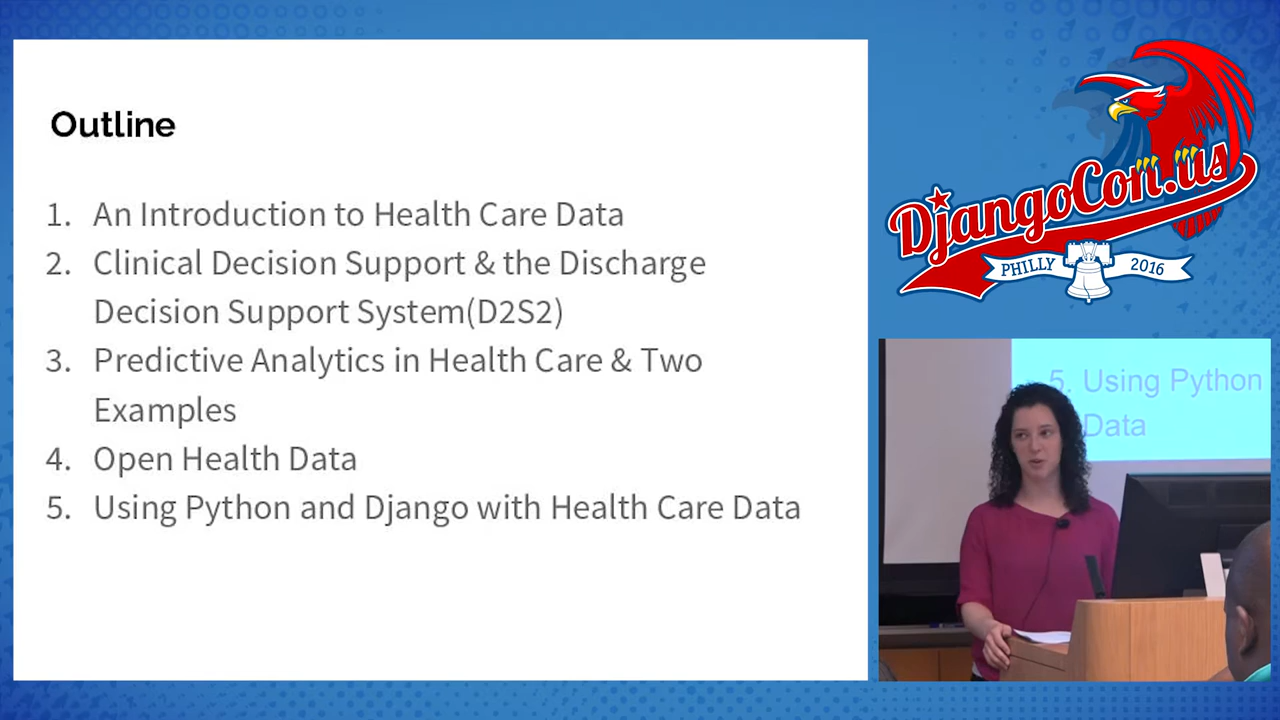 Outline
1. An Introduction to Health Care Data
2. Clinical Decision Support & the Discharge
Decision Support System(D2S2)
3. Predictive Analytics in Health Care & Two
Examples
4. Open Health Data
5. Using Python and Django with Health Care Data
DjangoCon.us
PHILLY 2016
5. Using Python
Data